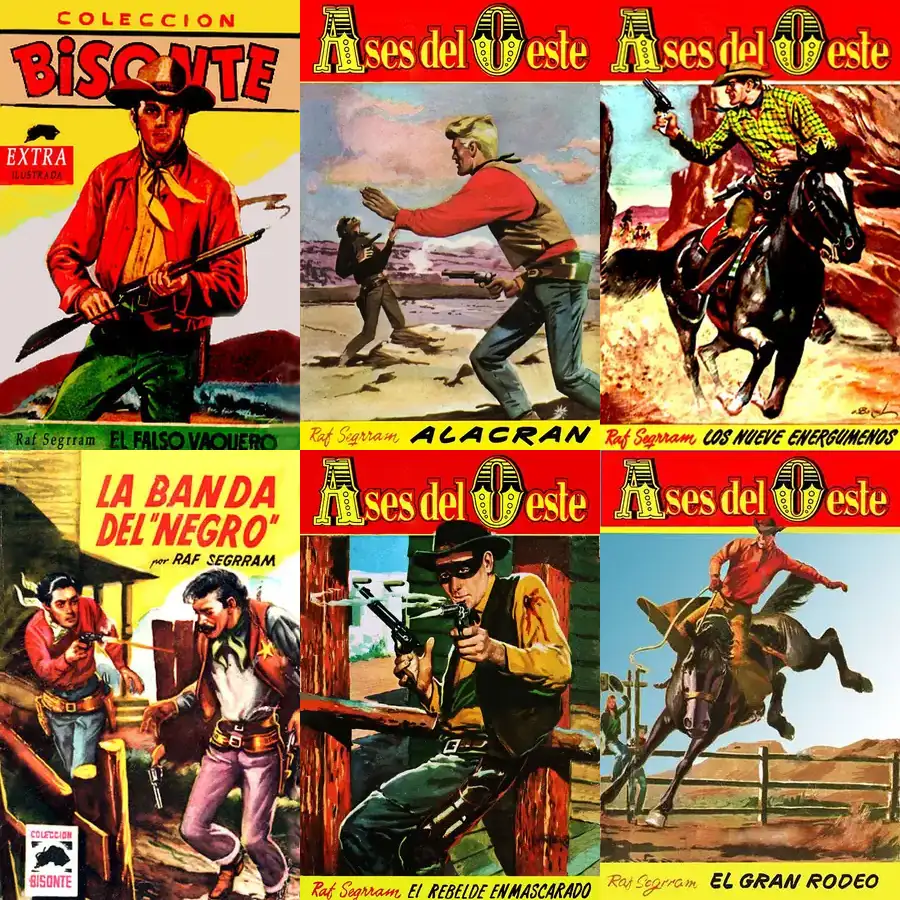 COLECCION
BiSONTE
EXTRA
ILUSTRADA
Raf Segrram EL FALSO VAQUERO
Ases del Oeste
Raf Segrram ALACRAN
Ases del Oeste
Raf Segrram LOS NUEVE ENERGUMENOS
LA BANDA
DEL "NEGRO"
por RAF SEGRRAM
COLECCION
BISONTE
Ases del Oeste
Raf Segrram El REBELDE ENMASCARADO
Ases del Oeste
Raf Segrram EL GRAN RODEO